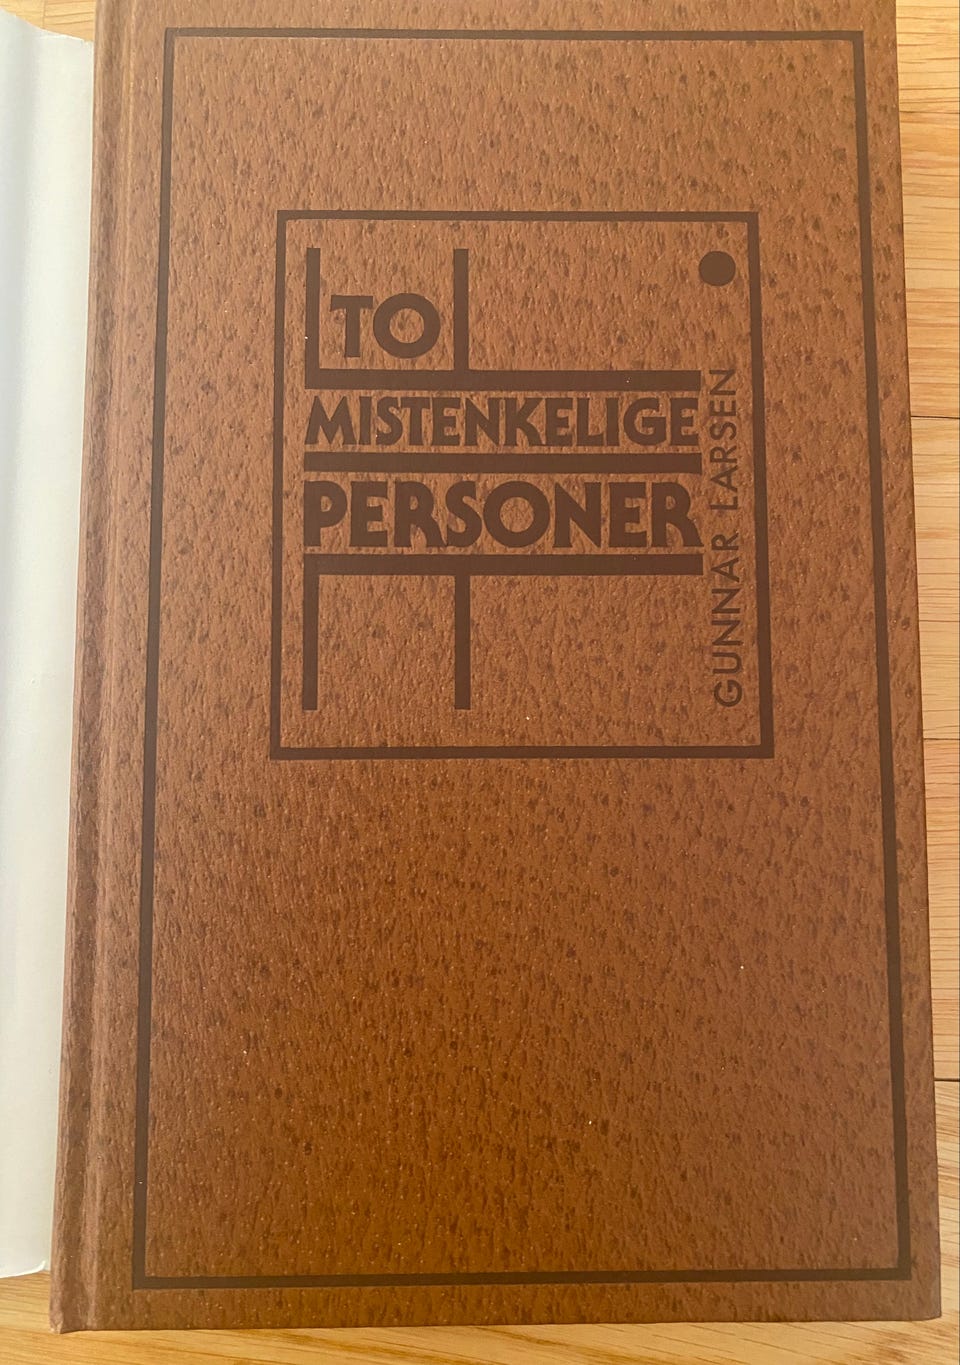 TO
MISTENKELIGE
PERSONER
GUNNAR LARSEN